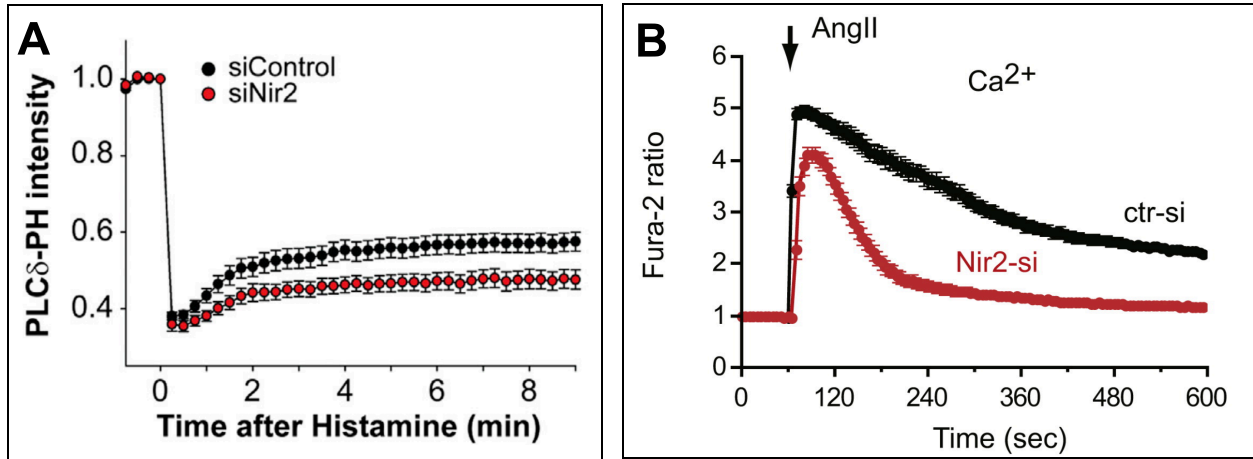 A
siControl
siNir2
PLCδ-PH intensity
1.0
0.8
0.6
0.4
0 2 4 6 8
Time after Histamine (min)
B
AngII
Ca2+
ctr-si
Nir2-si
Fura-2 ratio
6
5
4
3
2
1
0
0 120 240 360 480 600
Time (sec)